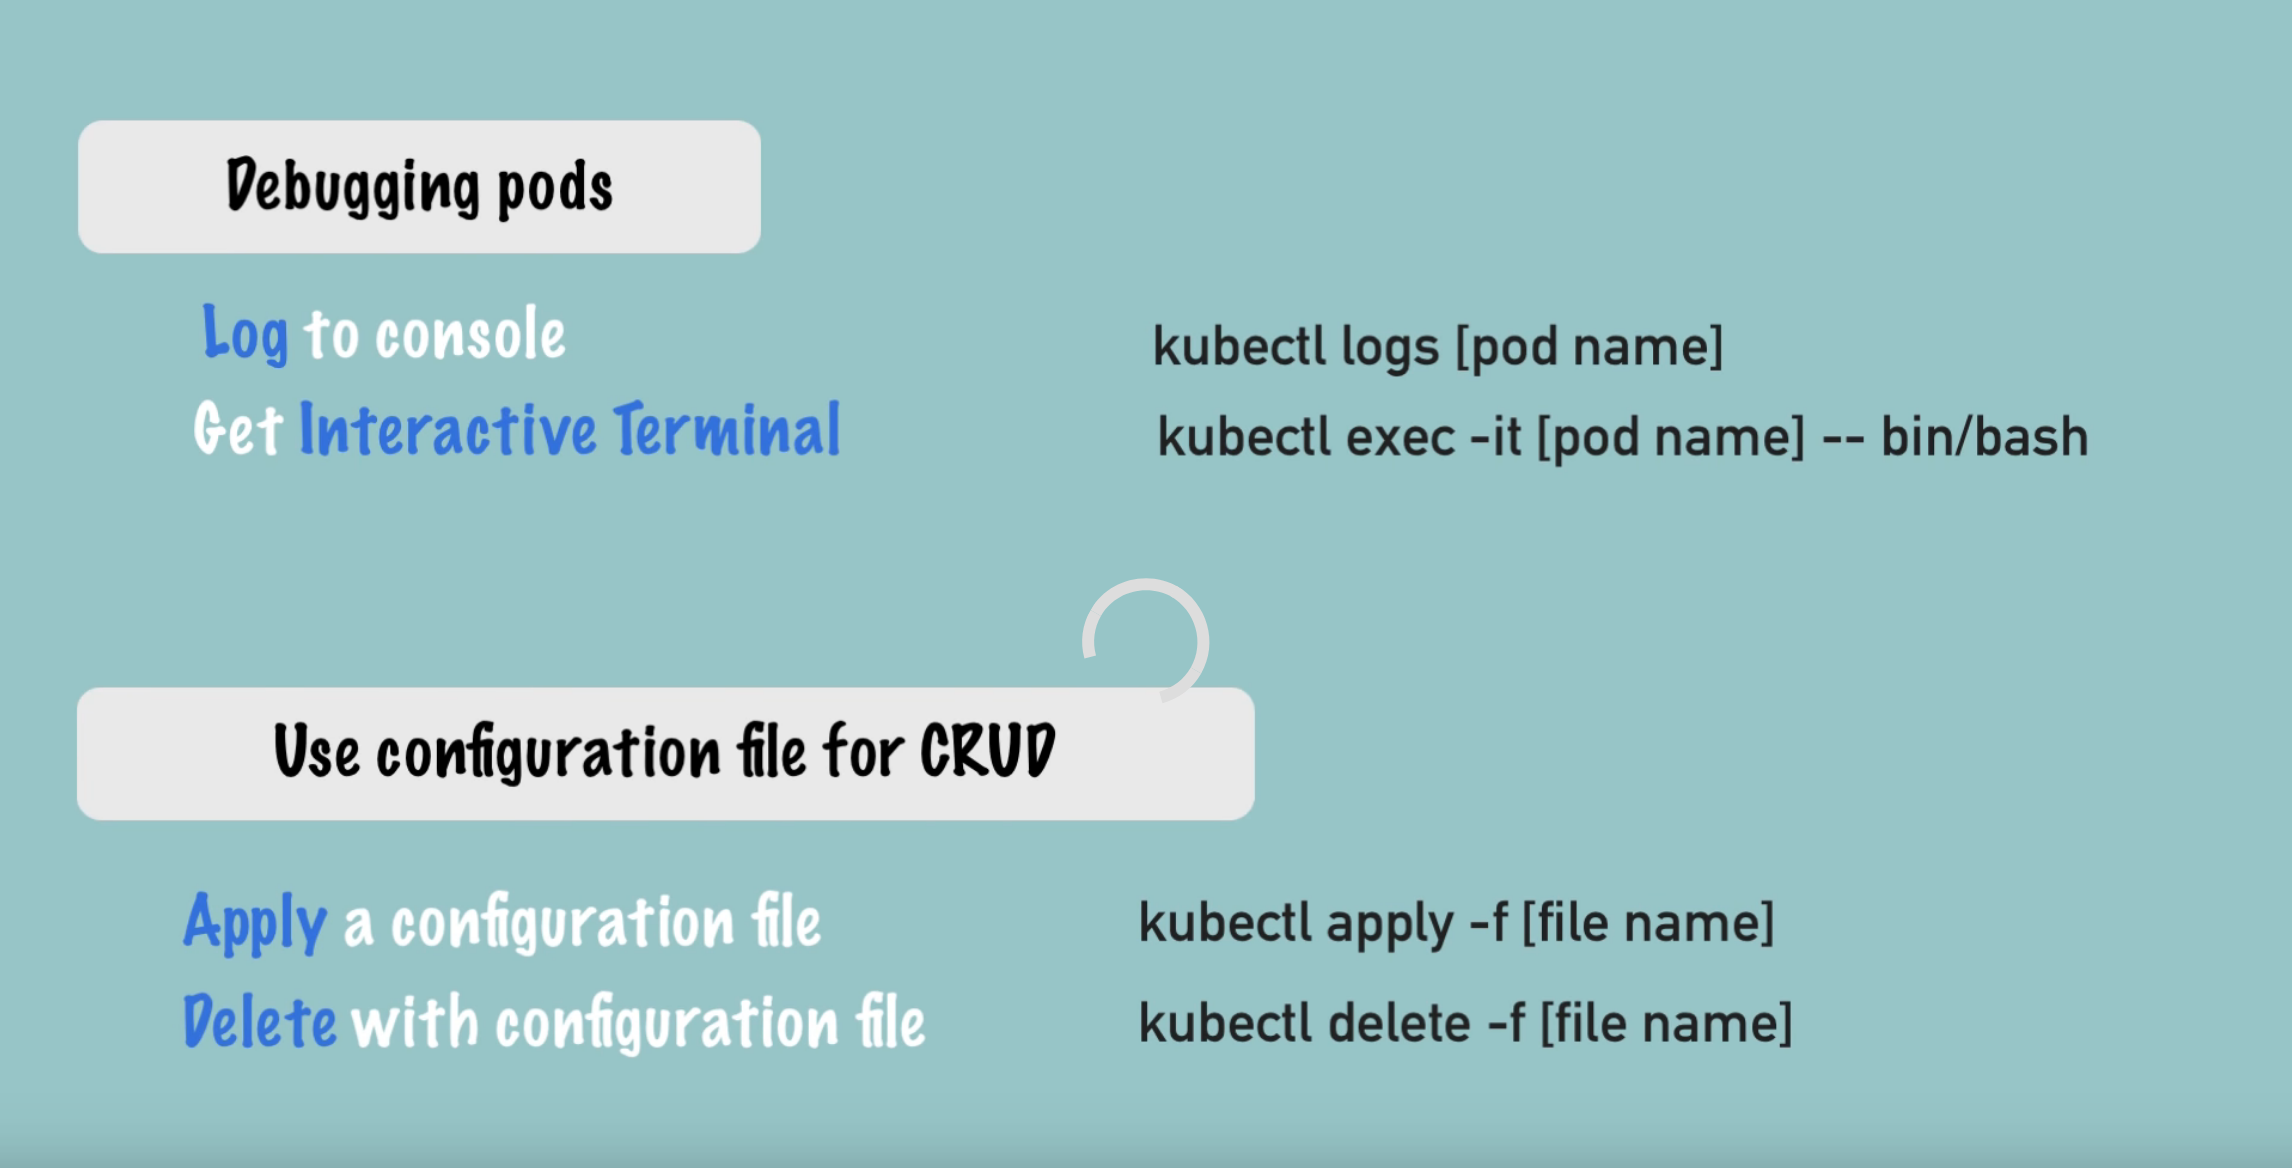 Debugging pods
Log to console
kubectl logs [pod name]
Get Interactive Terminal
kubectl exec -it [pod name] -- bin/bash
Use configuration file for CRUD
Apply a configuration file
kubectl apply -f [file name]
Delete with configuration file
kubectl delete -f [file name]